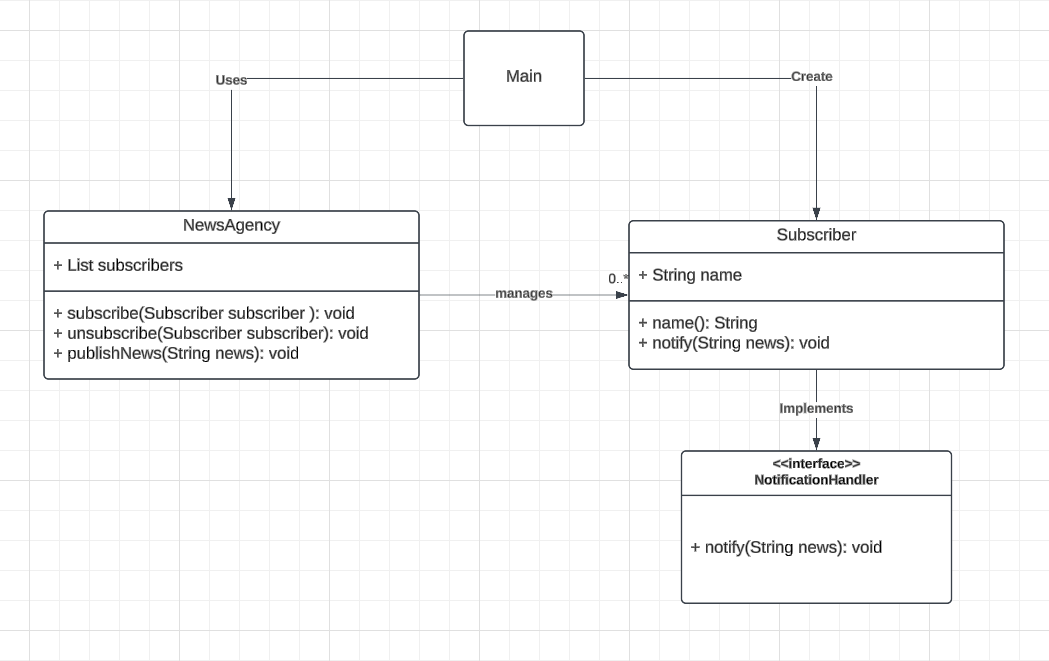 Main
Uses
Create
NewsAgency
+ List subscribers
+ subscribe(Subscriber subscriber ): void
+ unsubscribe(Subscriber subscriber): void
+ publishNews(String news): void
manages
0..*
Subscriber
+ String name
+ name(): String
+ notify(String news): void
Implements
<<interface>>
NotificationHandler
+ notify(String news): void